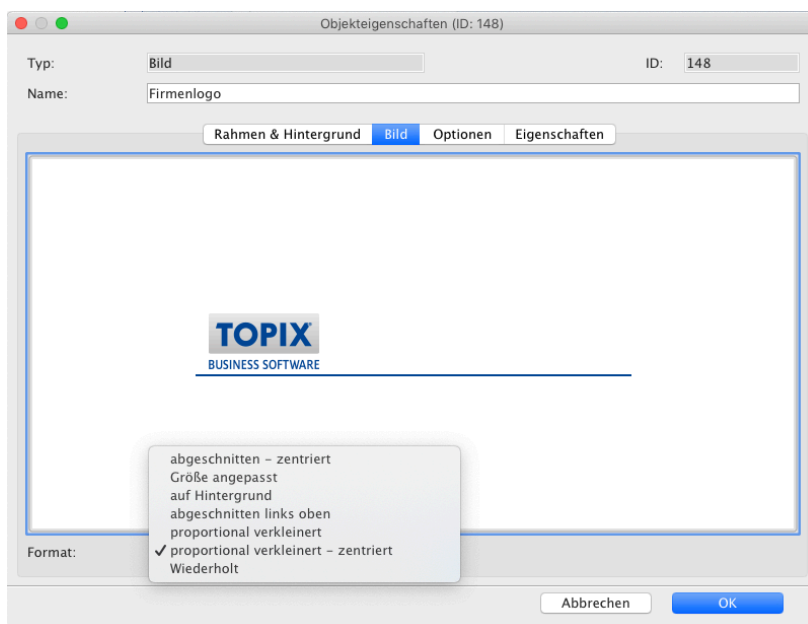 Objekteigenschaften (ID: 148)
Typ: Bild ID: 148
Name: Firmenlogo
Rahmen & Hintergrund Bild Optionen Eigenschaften
TOPIX
BUSINESS SOFTWARE
abgeschnitten – zentriert
Größe angepasst
auf Hintergrund
abgeschnitten links oben
proportional verkleinert
Format: ✓ proportional verkleinert – zentriert
Wiederholt
Abbrechen OK